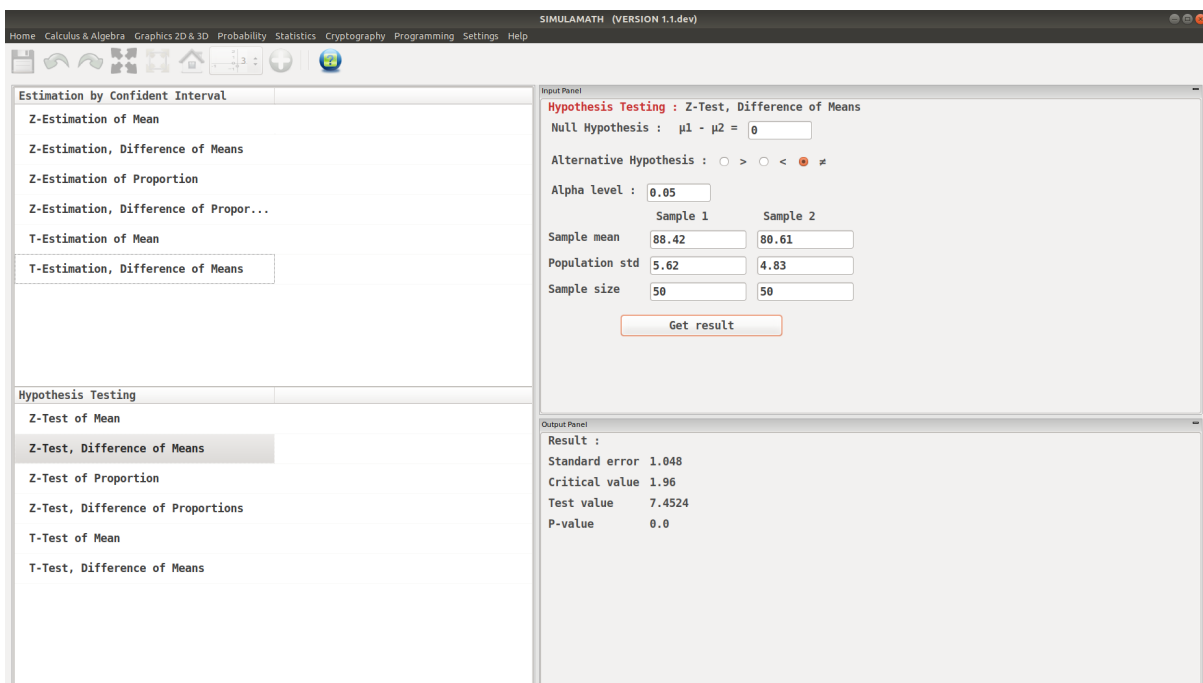 SIMULAMATH (VERSION 1.1.dev)
Home Calculus & Algebra Graphics 2D & 3D Probability Statistics Cryptography Programming Settings Help
3
Estimation by Confident Interval
Z-Estimation of Mean
Z-Estimation, Difference of Means
Z-Estimation of Proportion
Z-Estimation, Difference of Propor...
T-Estimation of Mean
T-Estimation, Difference of Means
Hypothesis Testing
Z-Test of Mean
Z-Test, Difference of Means
Z-Test of Proportion
Z-Test, Difference of Proportions
T-Test of Mean
T-Test, Difference of Means
Input Panel
Hypothesis Testing : Z-Test, Difference of Means
Null Hypothesis : μ1 - μ2 = 0
Alternative Hypothesis : > < ≠
Alpha level : 0.05
Sample 1 Sample 2
Sample mean 88.42 80.61
Population std 5.62 4.83
Sample size 50 50
Get result
Output Panel
Result :
Standard error 1.048
Critical value 1.96
Test value 7.4524
P-value 0.0